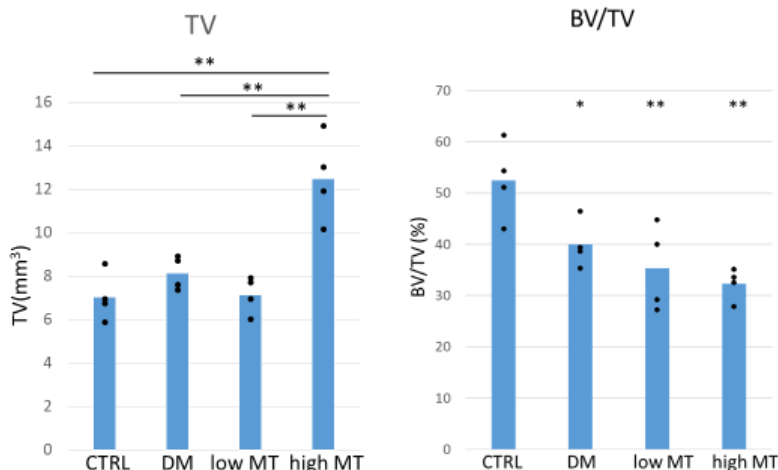 TV
**
**
**
16
14
12
10
8
6
4
2
0
TV(mm³)
CTRL DM low MT high MT
BV/TV
70
60
50
40
30
20
10
0
* ** **
BV/TV (%)
CTRL DM low MT high MT